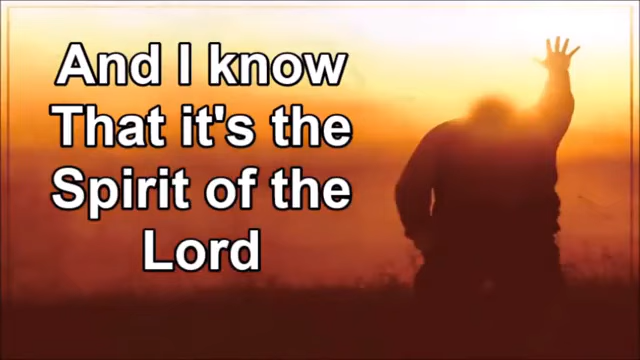 And I know
That it's the
Spirit of the
Lord